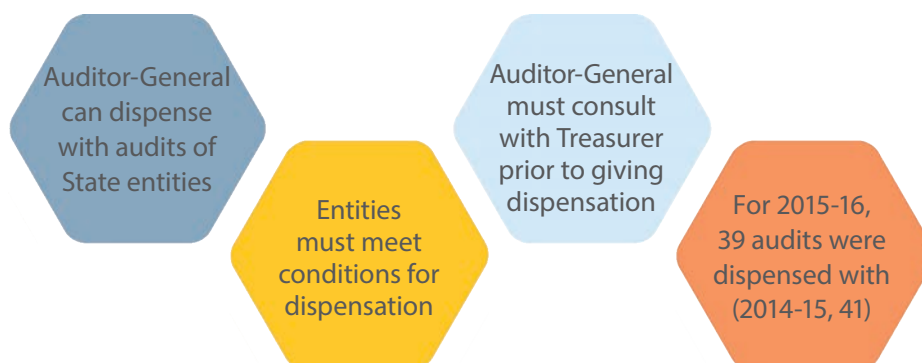 Auditor-General
can dispense
with audits of
State entities
Entities
must meet
conditions for
dispensation
Auditor-General
must consult
with Treasurer
prior to giving
dispensation
For 2015-16,
39 audits were
dispensed with
(2014-15, 41)